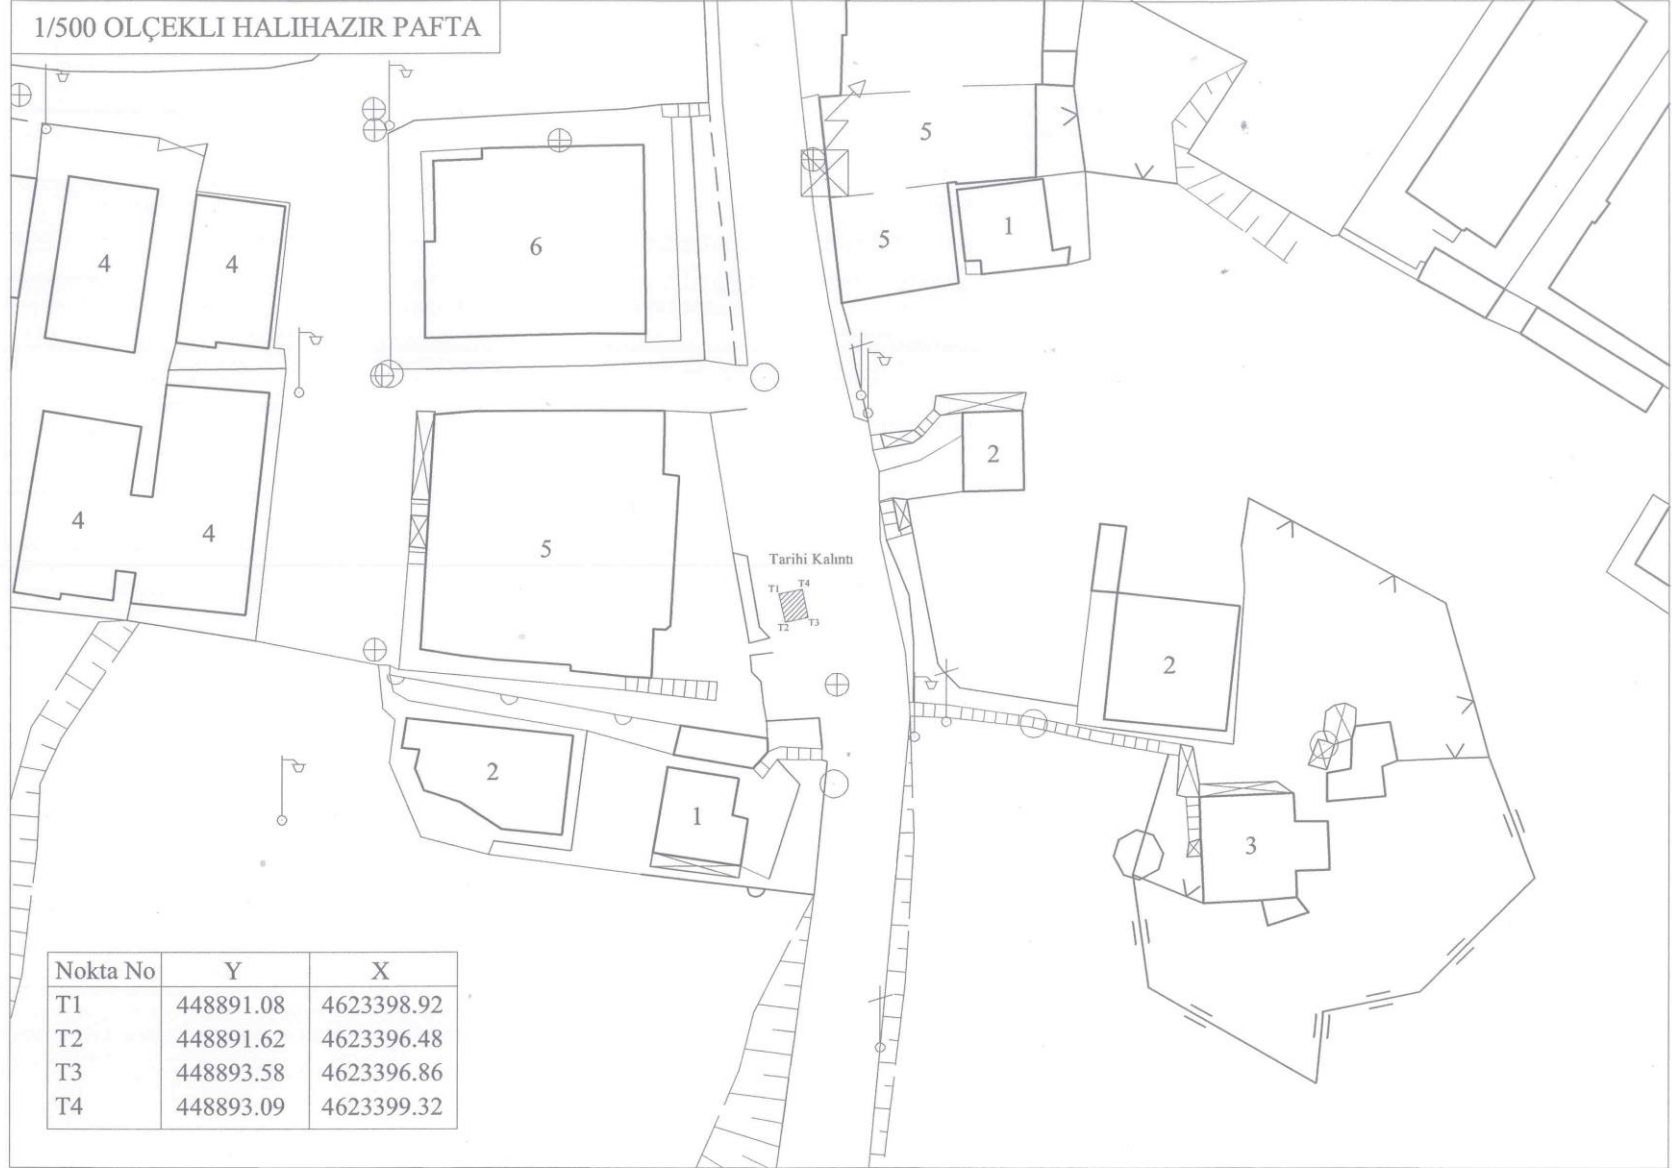 1/500 OLÇEKLI HALIHAZIR PAFTA
5
5
1
6
4
4
2
4
4
5
Tarihi Kalıntı
T1
T4
T2
T3
2
2
1
3
Nokta No Y X
T1 448891.08 4623398.92
T2 448891.62 4623396.48
T3 448893.58 4623396.86
T4 448893.09 4623399.32